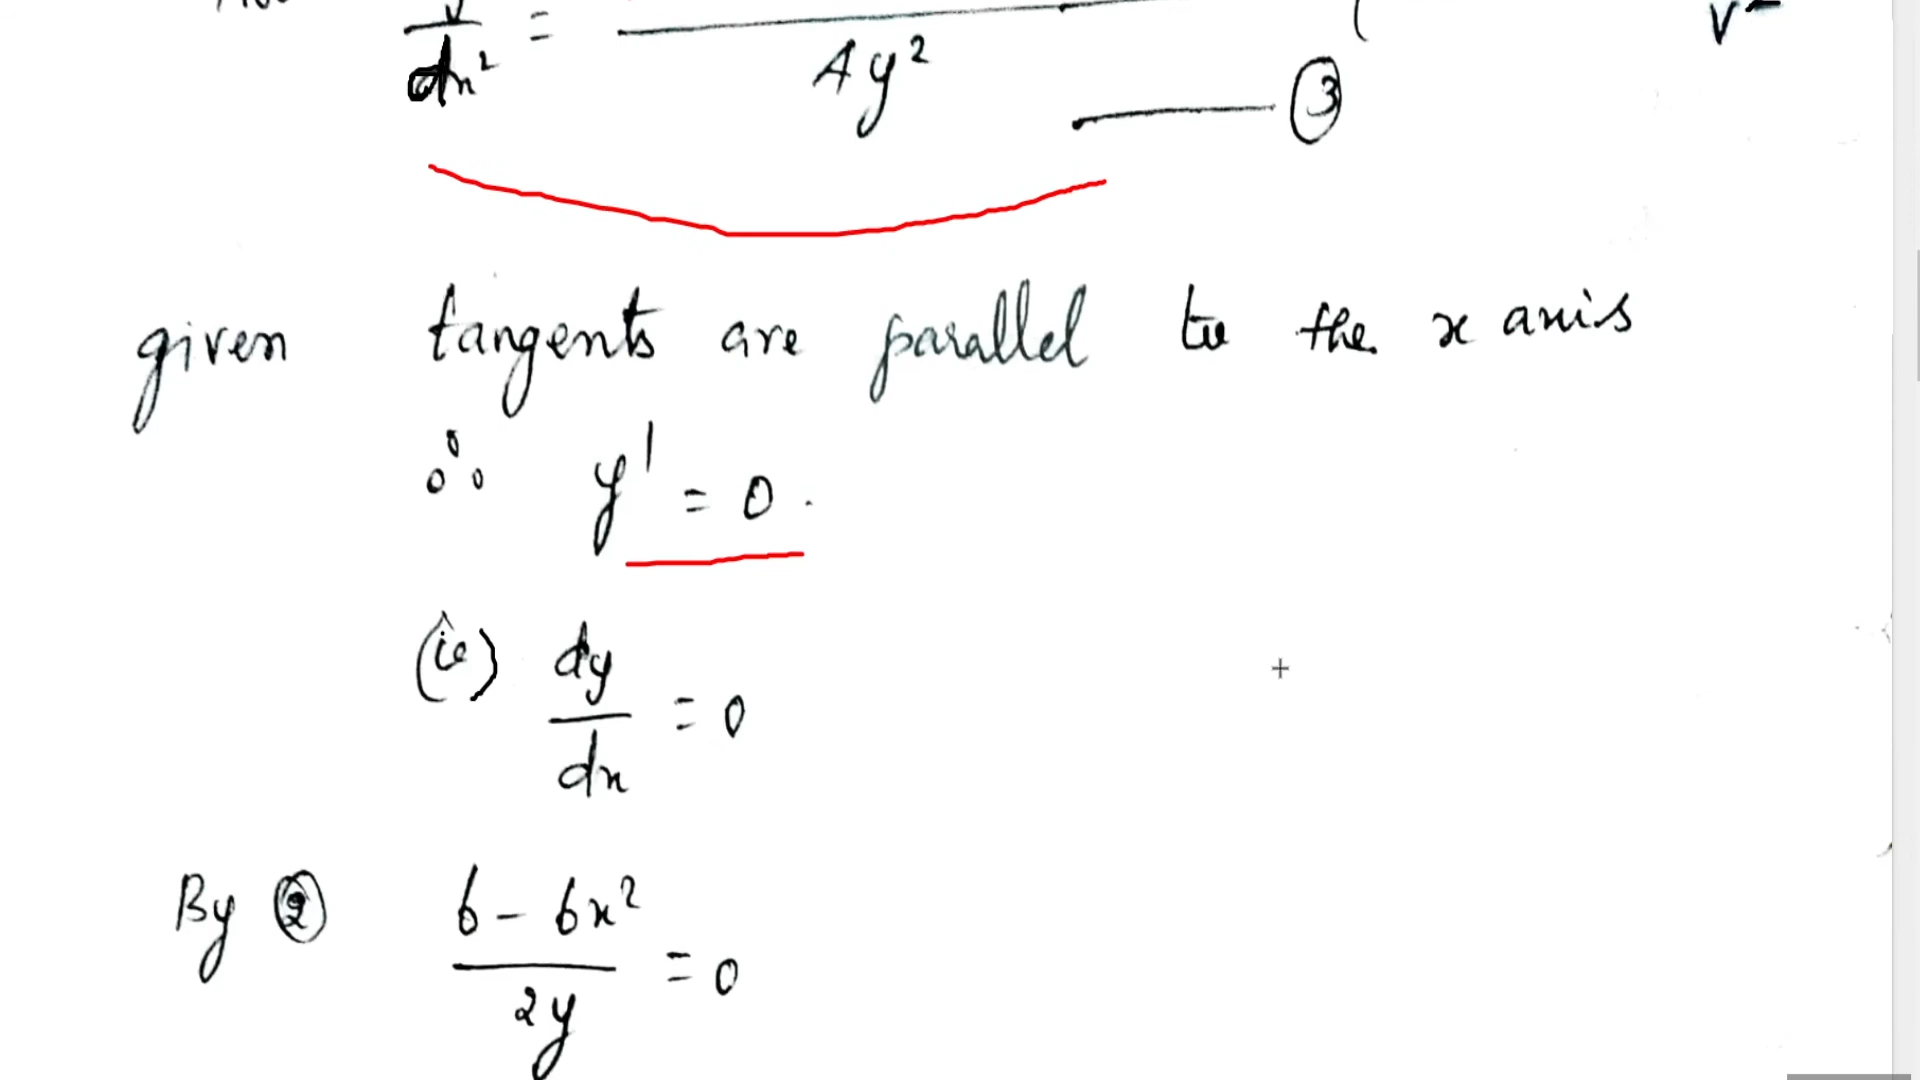 dx² =
4y² ③
given tangents are parallel to the x axis
∴ y' = 0.
(ie) dy/dx = 0
By ② 6 - 6x² / 2y = 0